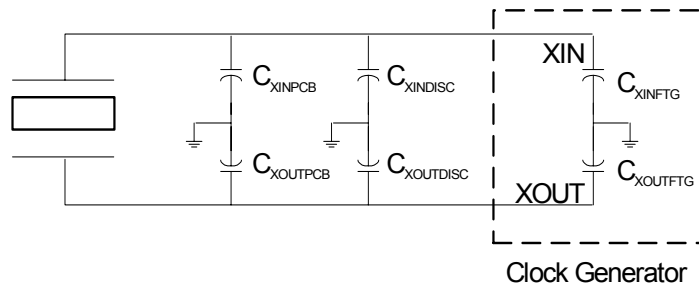 XIN
C_XINPCB
C_XINDISC
C_XINFTG
C_XOUTPCB
C_XOUTDISC
C_XOUTFTG
XOUT
Clock Generator